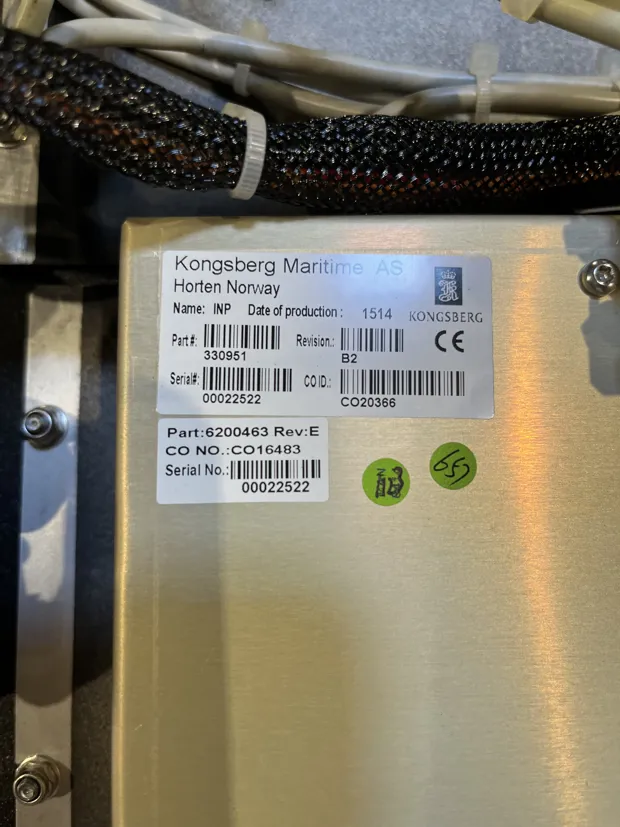 Kongsberg Maritime AS
Horten Norway
Name: INP Date of production: 1514
KONGSBERG
Part#: Revision.:
330951 B2
CE
Serial#: CO ID.:
00022522 CO20366
Part:6200463 Rev:E
CO NO.:CO16483
Serial No.:
00022522